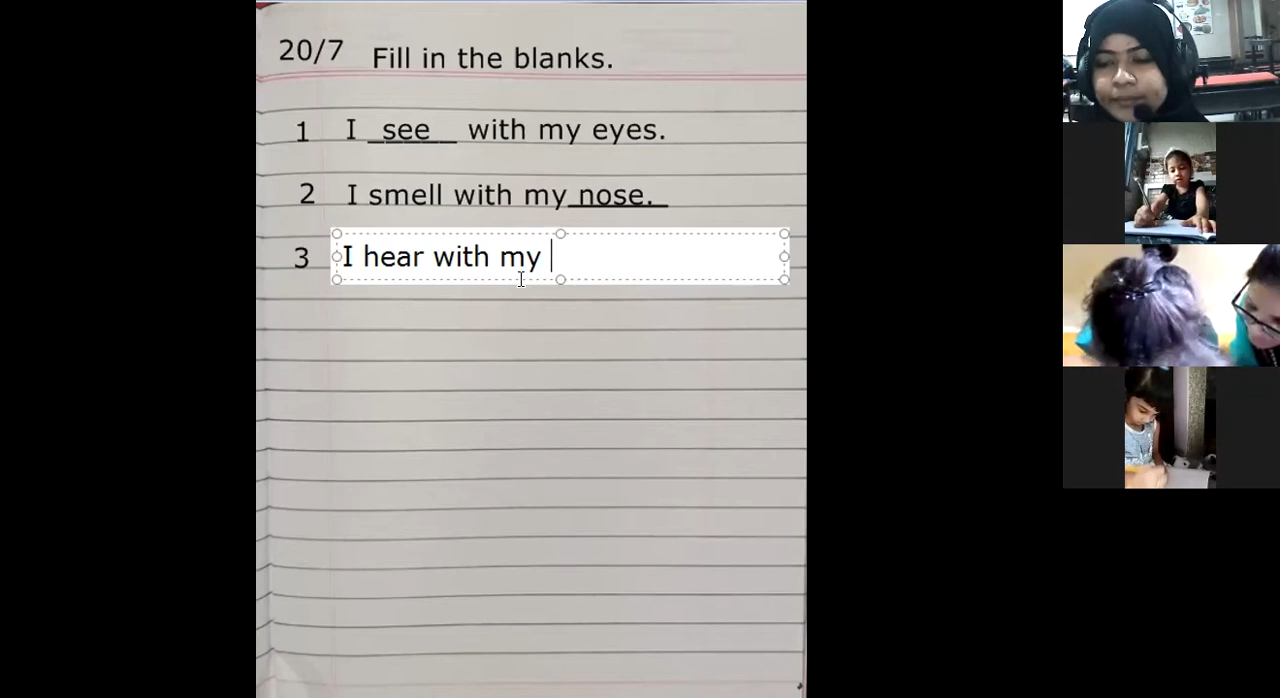 20/7 Fill in the blanks.
1 I see with my eyes.
2 I smell with my nose.
3 I hear with my